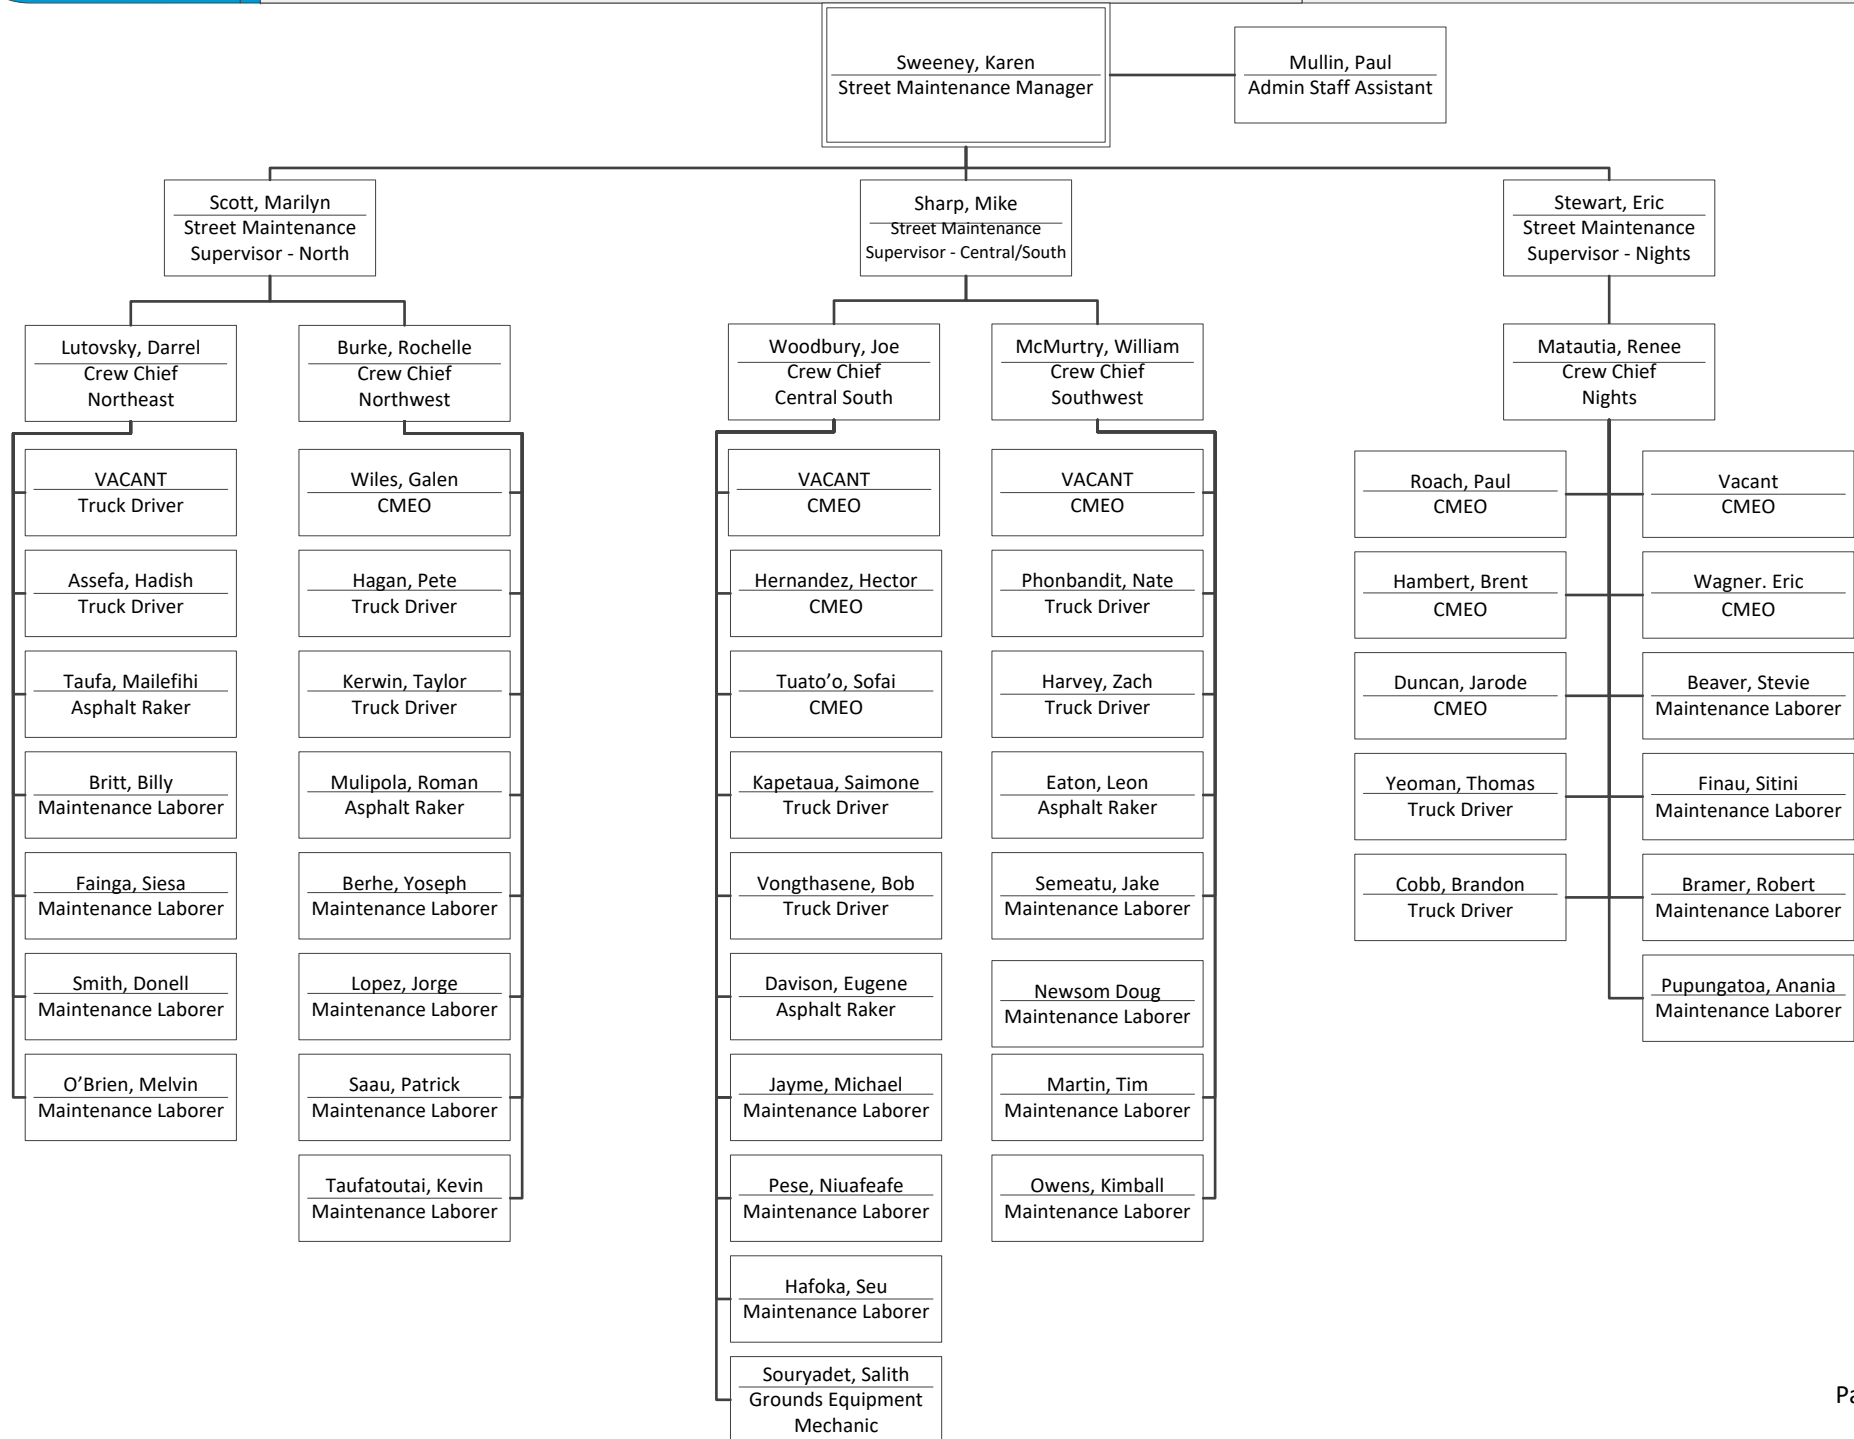 Sweeney, Karen
Street Maintenance Manager
Mullin, Paul
Admin Staff Assistant
Scott, Marilyn
Street Maintenance
Supervisor - North
Sharp, Mike
Street Maintenance
Supervisor - Central/South
Stewart, Eric
Street Maintenance
Supervisor - Nights
Lutovsky, Darrel
Crew Chief
Northeast
Burke, Rochelle
Crew Chief
Northwest
Woodbury, Joe
Crew Chief
Central South
McMurtry, William
Crew Chief
Southwest
Matautia, Renee
Crew Chief
Nights
VACANT
Truck Driver
Assefa, Hadish
Truck Driver
Taufa, Mailefihi
Asphalt Raker
Britt, Billy
Maintenance Laborer
Fainga, Siesa
Maintenance Laborer
Smith, Donell
Maintenance Laborer
O’Brien, Melvin
Maintenance Laborer
Wiles, Galen
CMEO
Hagan, Pete
Truck Driver
Kerwin, Taylor
Truck Driver
Mulipola, Roman
Asphalt Raker
Berhe, Yoseph
Maintenance Laborer
Lopez, Jorge
Maintenance Laborer
Saau, Patrick
Maintenance Laborer
Taufatoutai, Kevin
Maintenance Laborer
VACANT
CMEO
Hernandez, Hector
CMEO
Tuato’o, Sofai
CMEO
Kapetaua, Saimone
Truck Driver
Vongthasene, Bob
Truck Driver
Davison, Eugene
Asphalt Raker
Jayme, Michael
Maintenance Laborer
Pese, Niuafeafe
Maintenance Laborer
Hafoka, Seu
Maintenance Laborer
Souryadet, Salith
Grounds Equipment
Mechanic
VACANT
CMEO
Phonbandit, Nate
Truck Driver
Harvey, Zach
Truck Driver
Eaton, Leon
Asphalt Raker
Semeatu, Jake
Maintenance Laborer
Newsom Doug
Maintenance Laborer
Martin, Tim
Maintenance Laborer
Owens, Kimball
Maintenance Laborer
Roach, Paul
CMEO
Hambert, Brent
CMEO
Duncan, Jarode
CMEO
Yeoman, Thomas
Truck Driver
Cobb, Brandon
Truck Driver
Vacant
CMEO
Wagner. Eric
CMEO
Beaver, Stevie
Maintenance Laborer
Finau, Sitini
Maintenance Laborer
Bramer, Robert
Maintenance Laborer
Pupungatoa, Anania
Maintenance Laborer